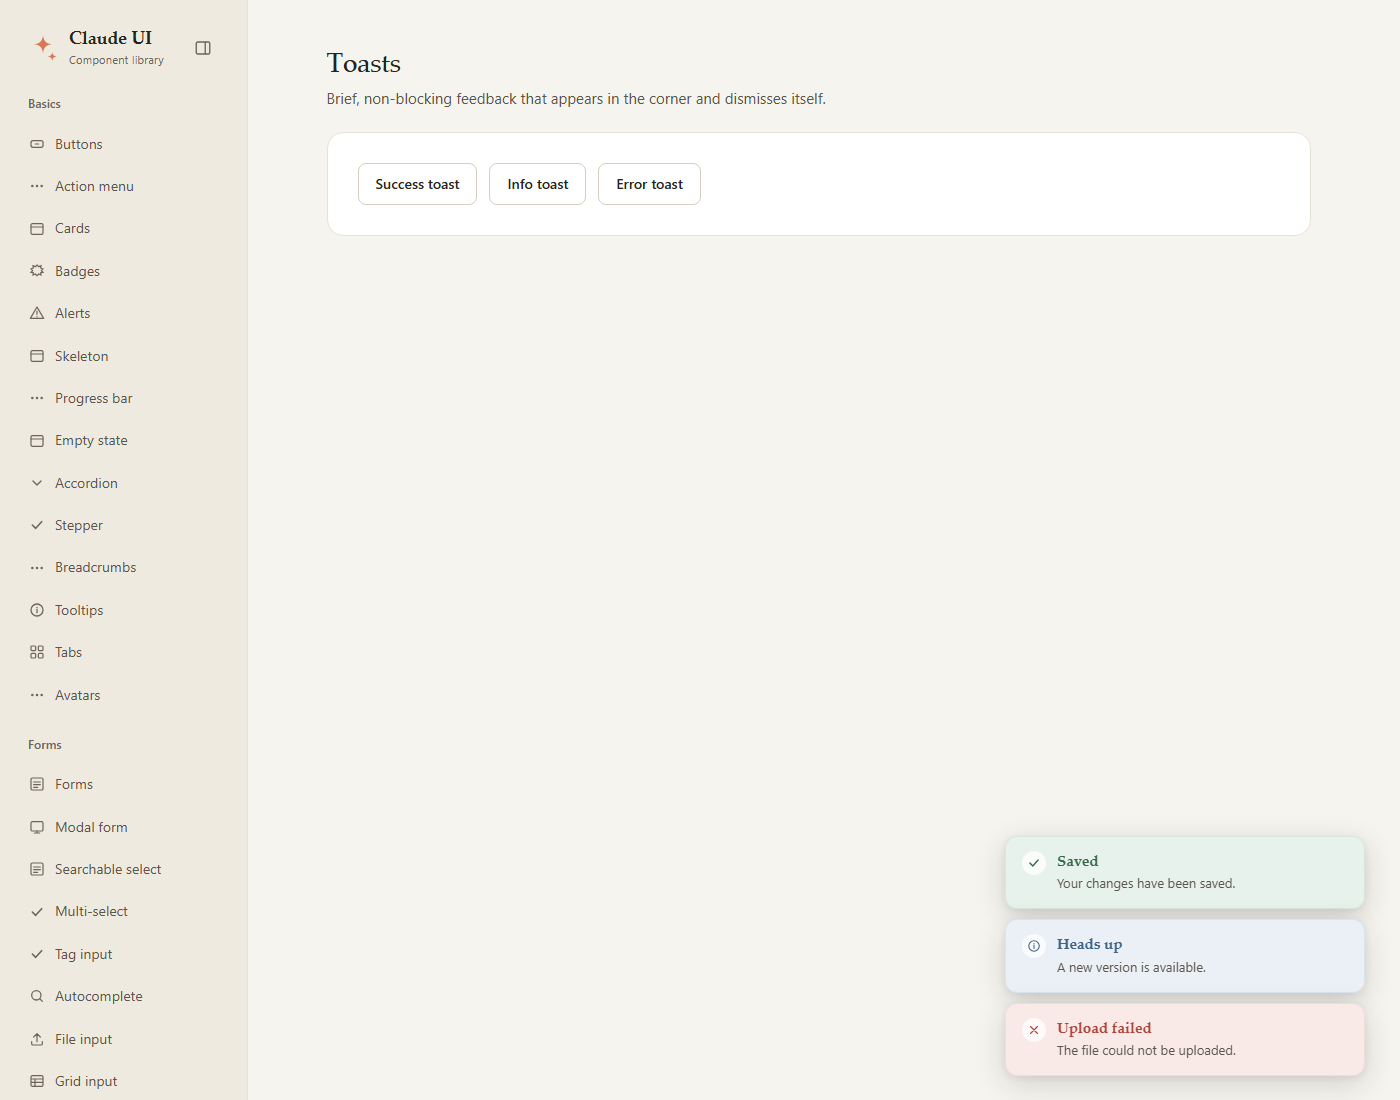 Claude UI
Component library
Basics
Buttons
Action menu
Cards
Badges
Alerts
Skeleton
Progress bar
Empty state
Accordion
Stepper
Breadcrumbs
Tooltips
Tabs
Avatars
Forms
Forms
Modal form
Searchable select
Multi-select
Tag input
Autocomplete
File input
Grid input
Toasts
Brief, non-blocking feedback that appears in the corner and dismisses itself.
Success toast
Info toast
Error toast
Saved
Your changes have been saved.
Heads up
A new version is available.
Upload failed
The file could not be uploaded.